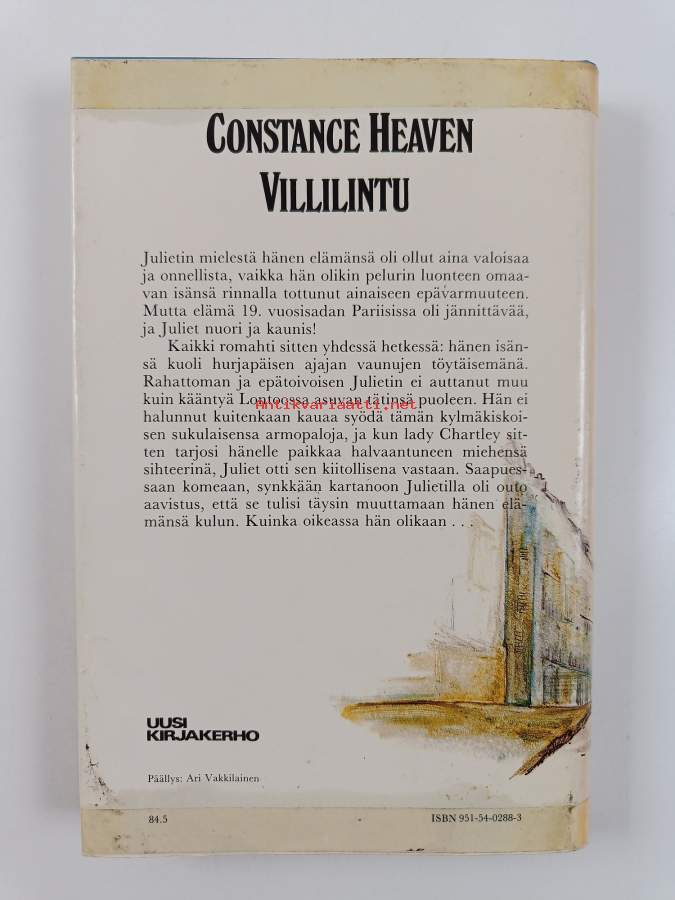 CONSTANCE HEAVEN
VILLILINTU
Julietin mielestä hänen elämänsä oli ollut aina valoisaa
ja onnellista, vaikka hän olikin pelurin luonteen omaa-
van isänsä rinnalla tottunut ainaiseen epävarmuuteen.
Mutta elämä 19. vuosisadan Pariisissa oli jännittävää,
ja Juliet nuori ja kaunis!
Kaikki romahti sitten yhdessä hetkessä: hänen isän-
sä kuoli hurjapäisen ajajan vaunujen töytäisemänä.
Rahattoman ja epätoivoisen Julietin ei auttanut muu
kuin kääntyä Lontoossa asuvan tätinsä puoleen. Hän ei
antikvariaatti.net
halunnut kuitenkaan kauaa syödä tämän kylmäkiskoi-
sen sukulaisensa armopaloja, ja kun lady Chartley sit-
ten tarjosi hänelle paikkaa halvaantuneen miehensä
sihteerinä, Juliet otti sen kiitollisena vastaan. Saapues-
saan komeaan, synkkään kartanoon Julietilla oli outo
aavistus, että se tulisi täysin muuttamaan hänen elä-
mänsä kulun. Kuinka oikeassa hän olikaan . . .
UUSI
KIRJAKERHO
Päällys: Ari Vakkilainen
84.5
ISBN 951-54-0288-3